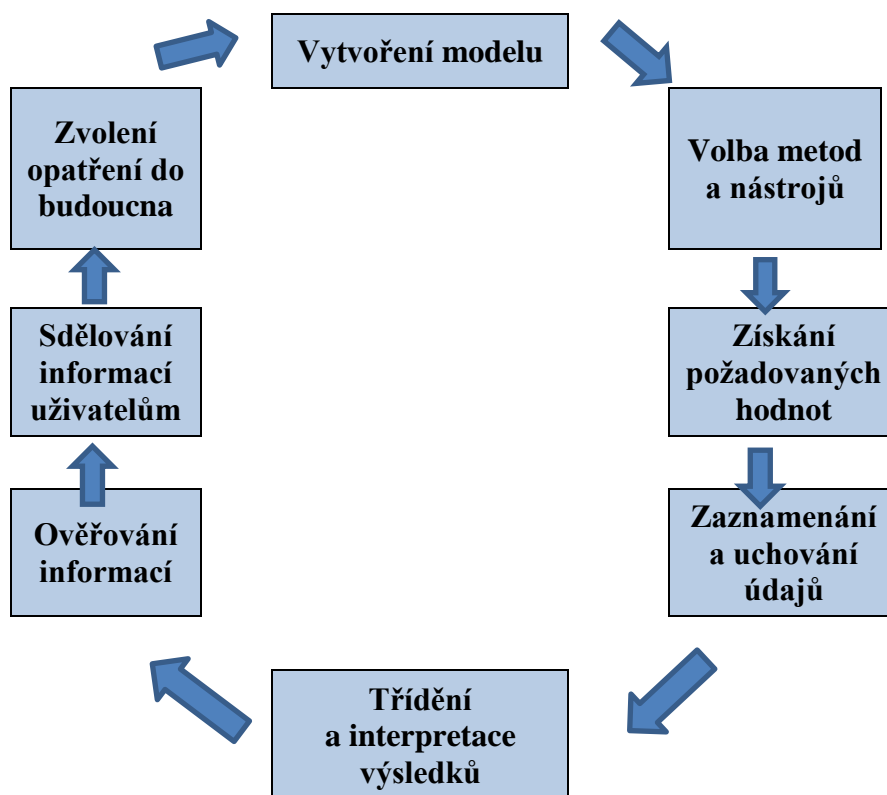 Vytvoření modelu
Volba metod
a nástrojů
Získání
požadovaných
hodnot
Zaznamenání
a uchování
údajů
Třídění
a interpretace
výsledků
Ověřování
informací
Sdělování
informací
uživatelům
Zvolení
opatření do
budoucna